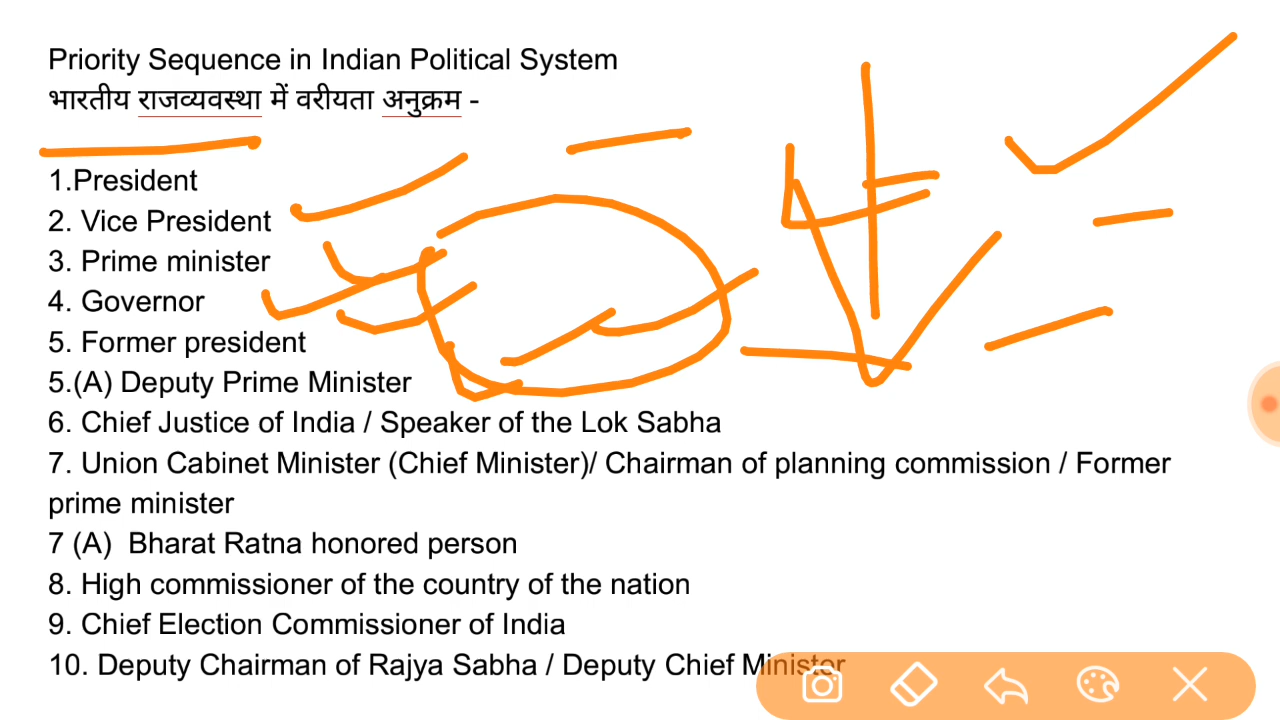 Priority Sequence in Indian Political System
भारतीय राजव्यवस्था में वरीयता अनुक्रम -
1.President
2. Vice President
3. Prime minister
4. Governor
5. Former president
5.(A) Deputy Prime Minister
6. Chief Justice of India / Speaker of the Lok Sabha
7. Union Cabinet Minister (Chief Minister)/ Chairman of planning commission / Former
prime minister
7 (A)  Bharat Ratna honored person
8. High commissioner of the country of the nation
9. Chief Election Commissioner of India
10. Deputy Chairman of Rajya Sabha / Deputy Chief Minister